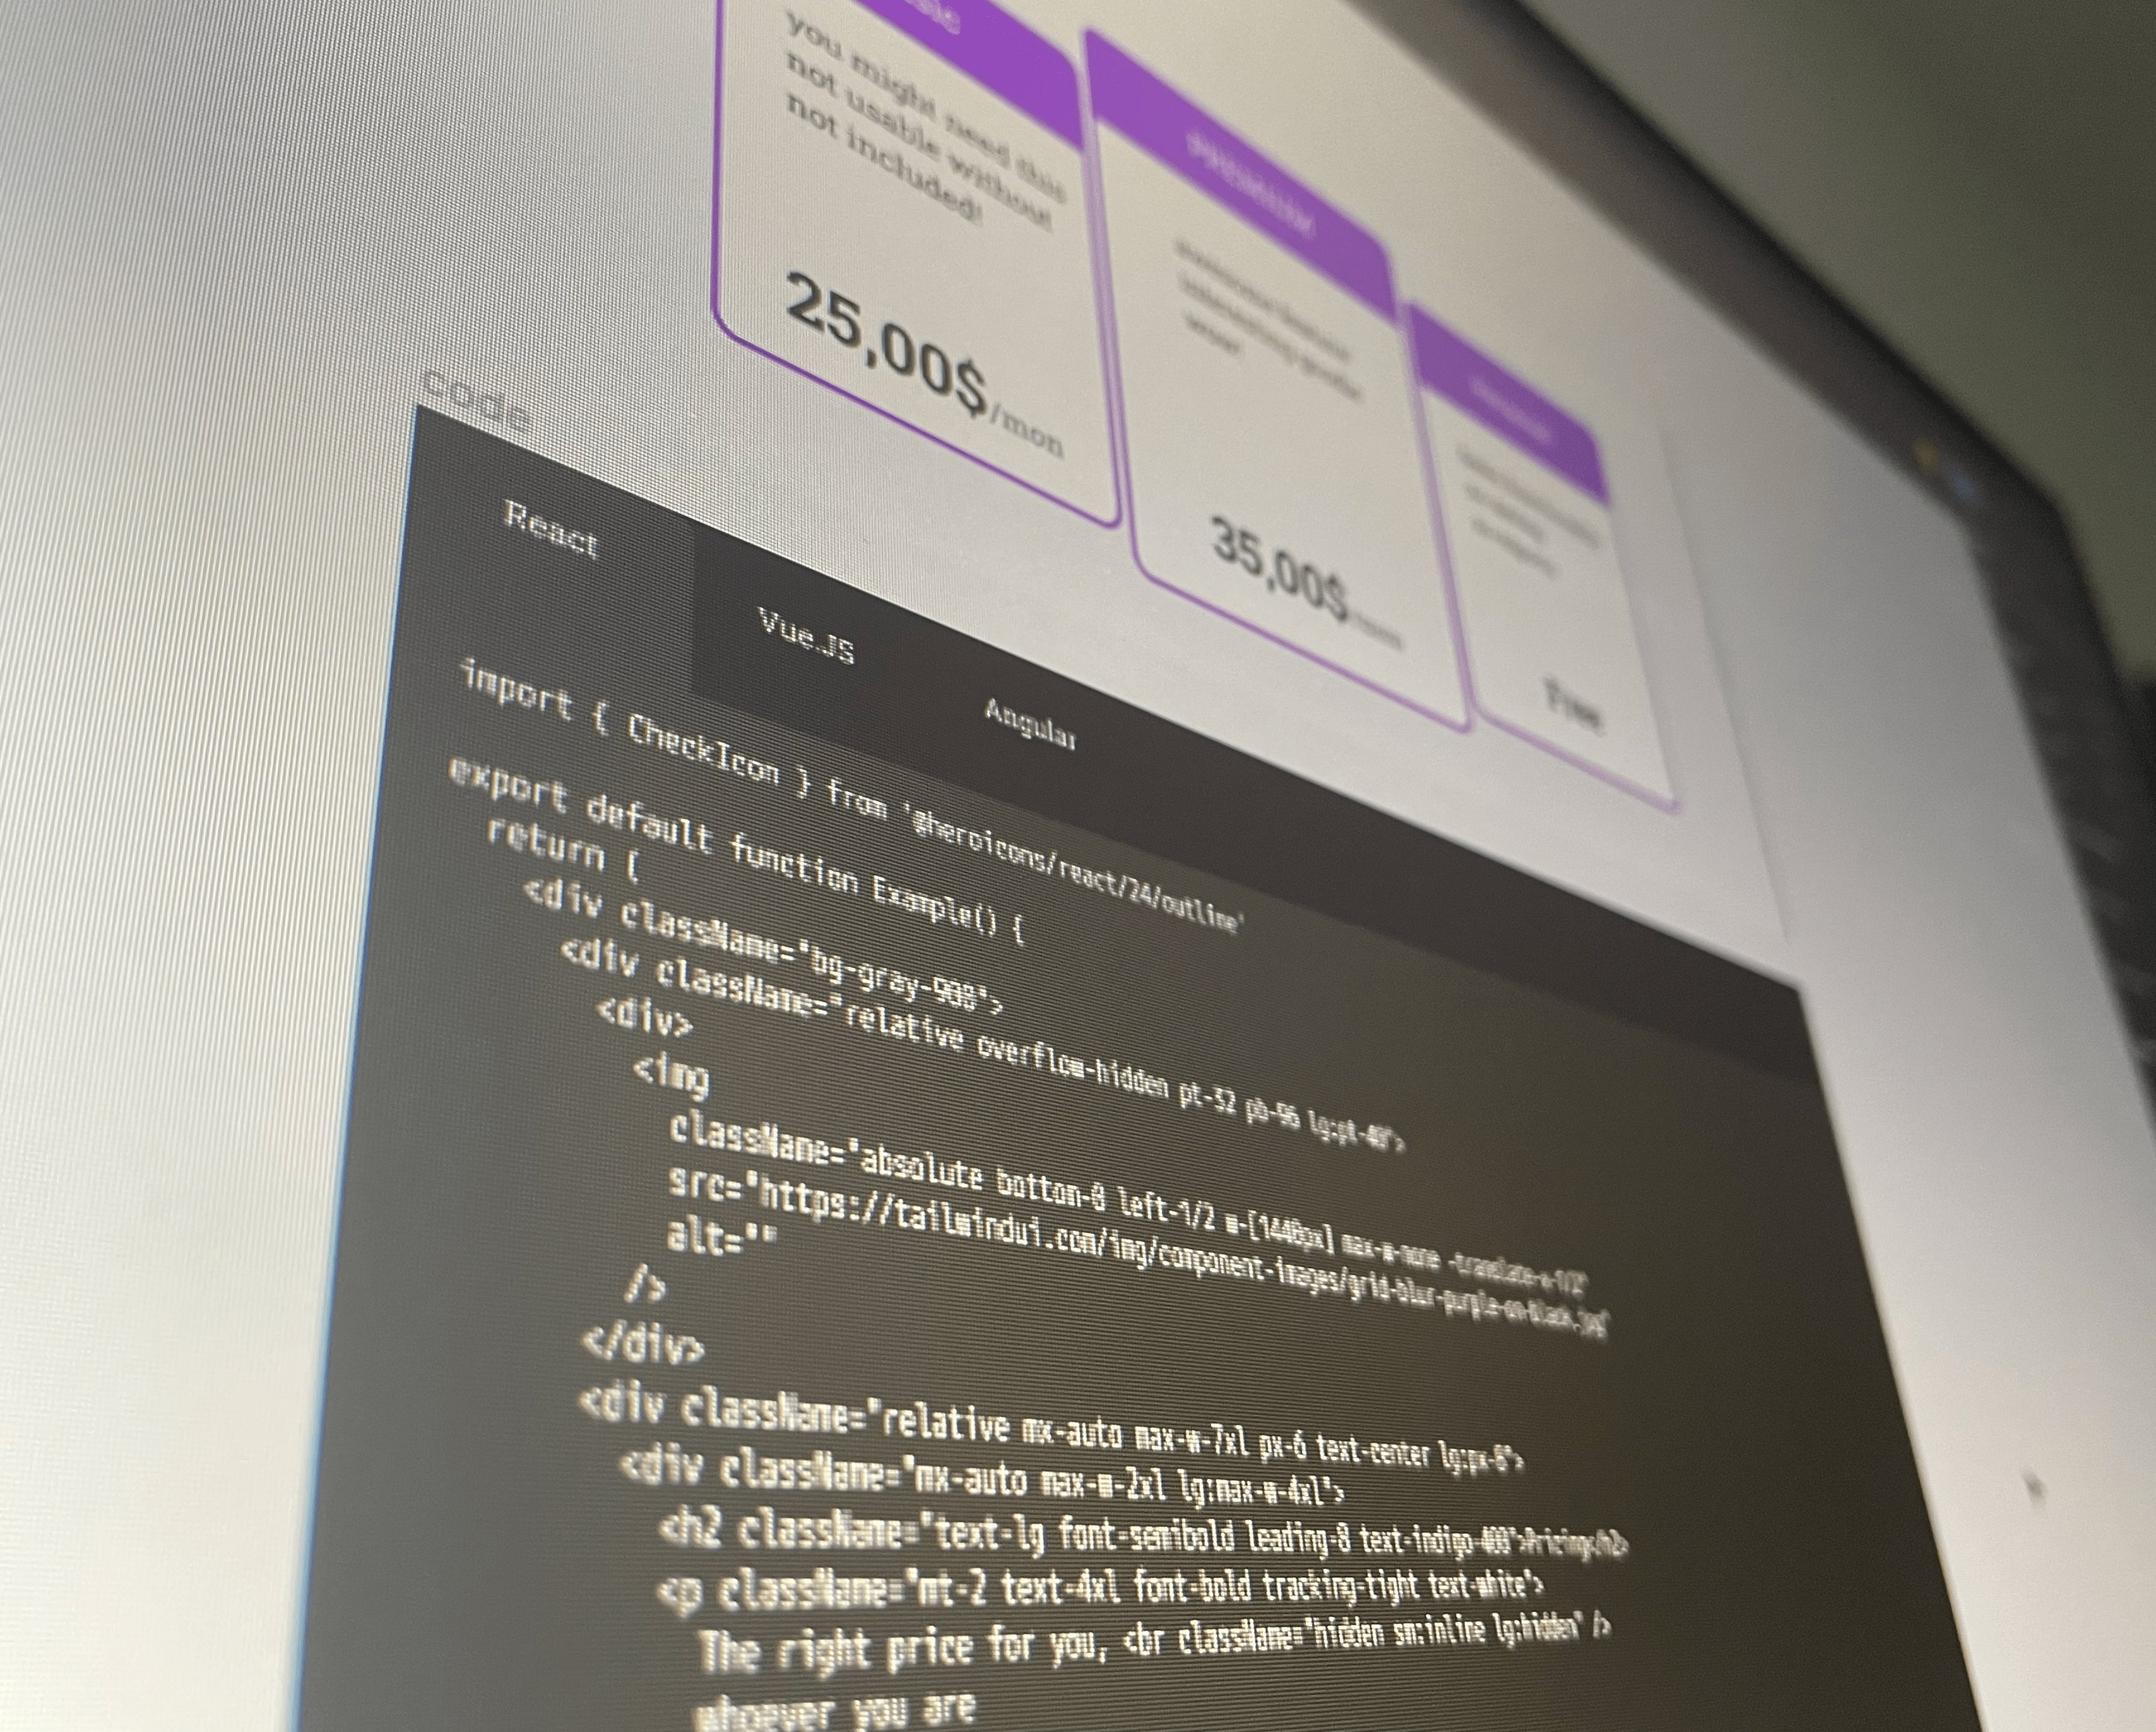 you might need this
not usable without
not included!
25,00$/mon
PREMIUM
35,00$
Free
code
React
Vue.JS
Angular
import { CheckIcon } from '@heroicons/react/24/outline'
export default function Example() {
return (
<div className="bg-gray-900">
<div className="relative overflow-hidden pt-32 pb-96 lg:pt-40">
<div>
<img
className="absolute bottom-0 left-1/2 w-[1440px] max-w-none -translate-x-1/2"
src="https://tailwindui.com/img/component-images/grid-blur-purple-on-black.jpg"
alt=""
/>
</div>
<div className="relative mx-auto max-w-7xl px-6 text-center lg:px-8">
<div className="mx-auto max-w-2xl lg:max-w-4xl">
<h2 className="text-lg font-semibold leading-8 text-indigo-400">Pricing</h2>
<p className="mt-2 text-4xl font-bold tracking-tight text-white">
The right price for you, <br className="hidden sm:inline lg:hidden" />
whoever you are